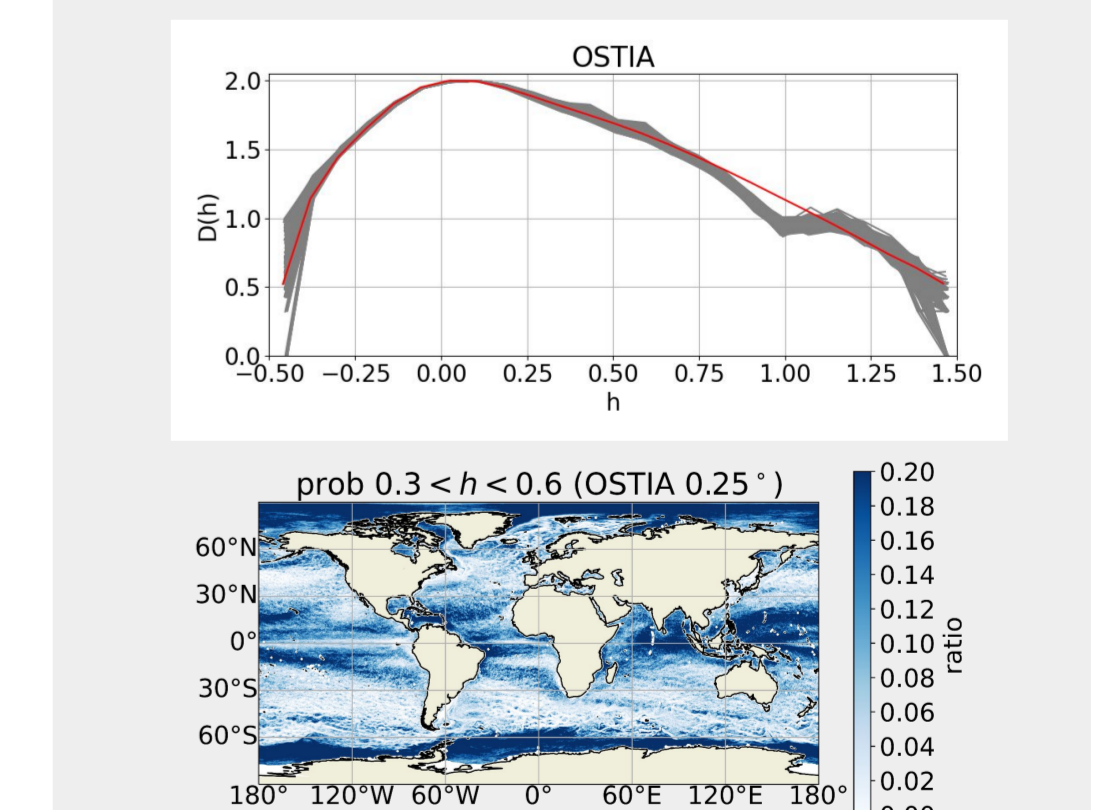 OSTIA
2.0
1.5
1.0
0.5
0.0
D(h)
−0.50 −0.25 0.00 0.25 0.50 0.75 1.00 1.25 1.50
h
prob 0.3 < h < 0.6 (OSTIA 0.25°)
60°N
30°N
0°
30°S
60°S
180° 120°W 60°W 0° 60°E 120°E 180°
0.20
0.18
0.16
0.14
0.12
0.10
0.08
0.06
0.04
0.02
0.00
ratio